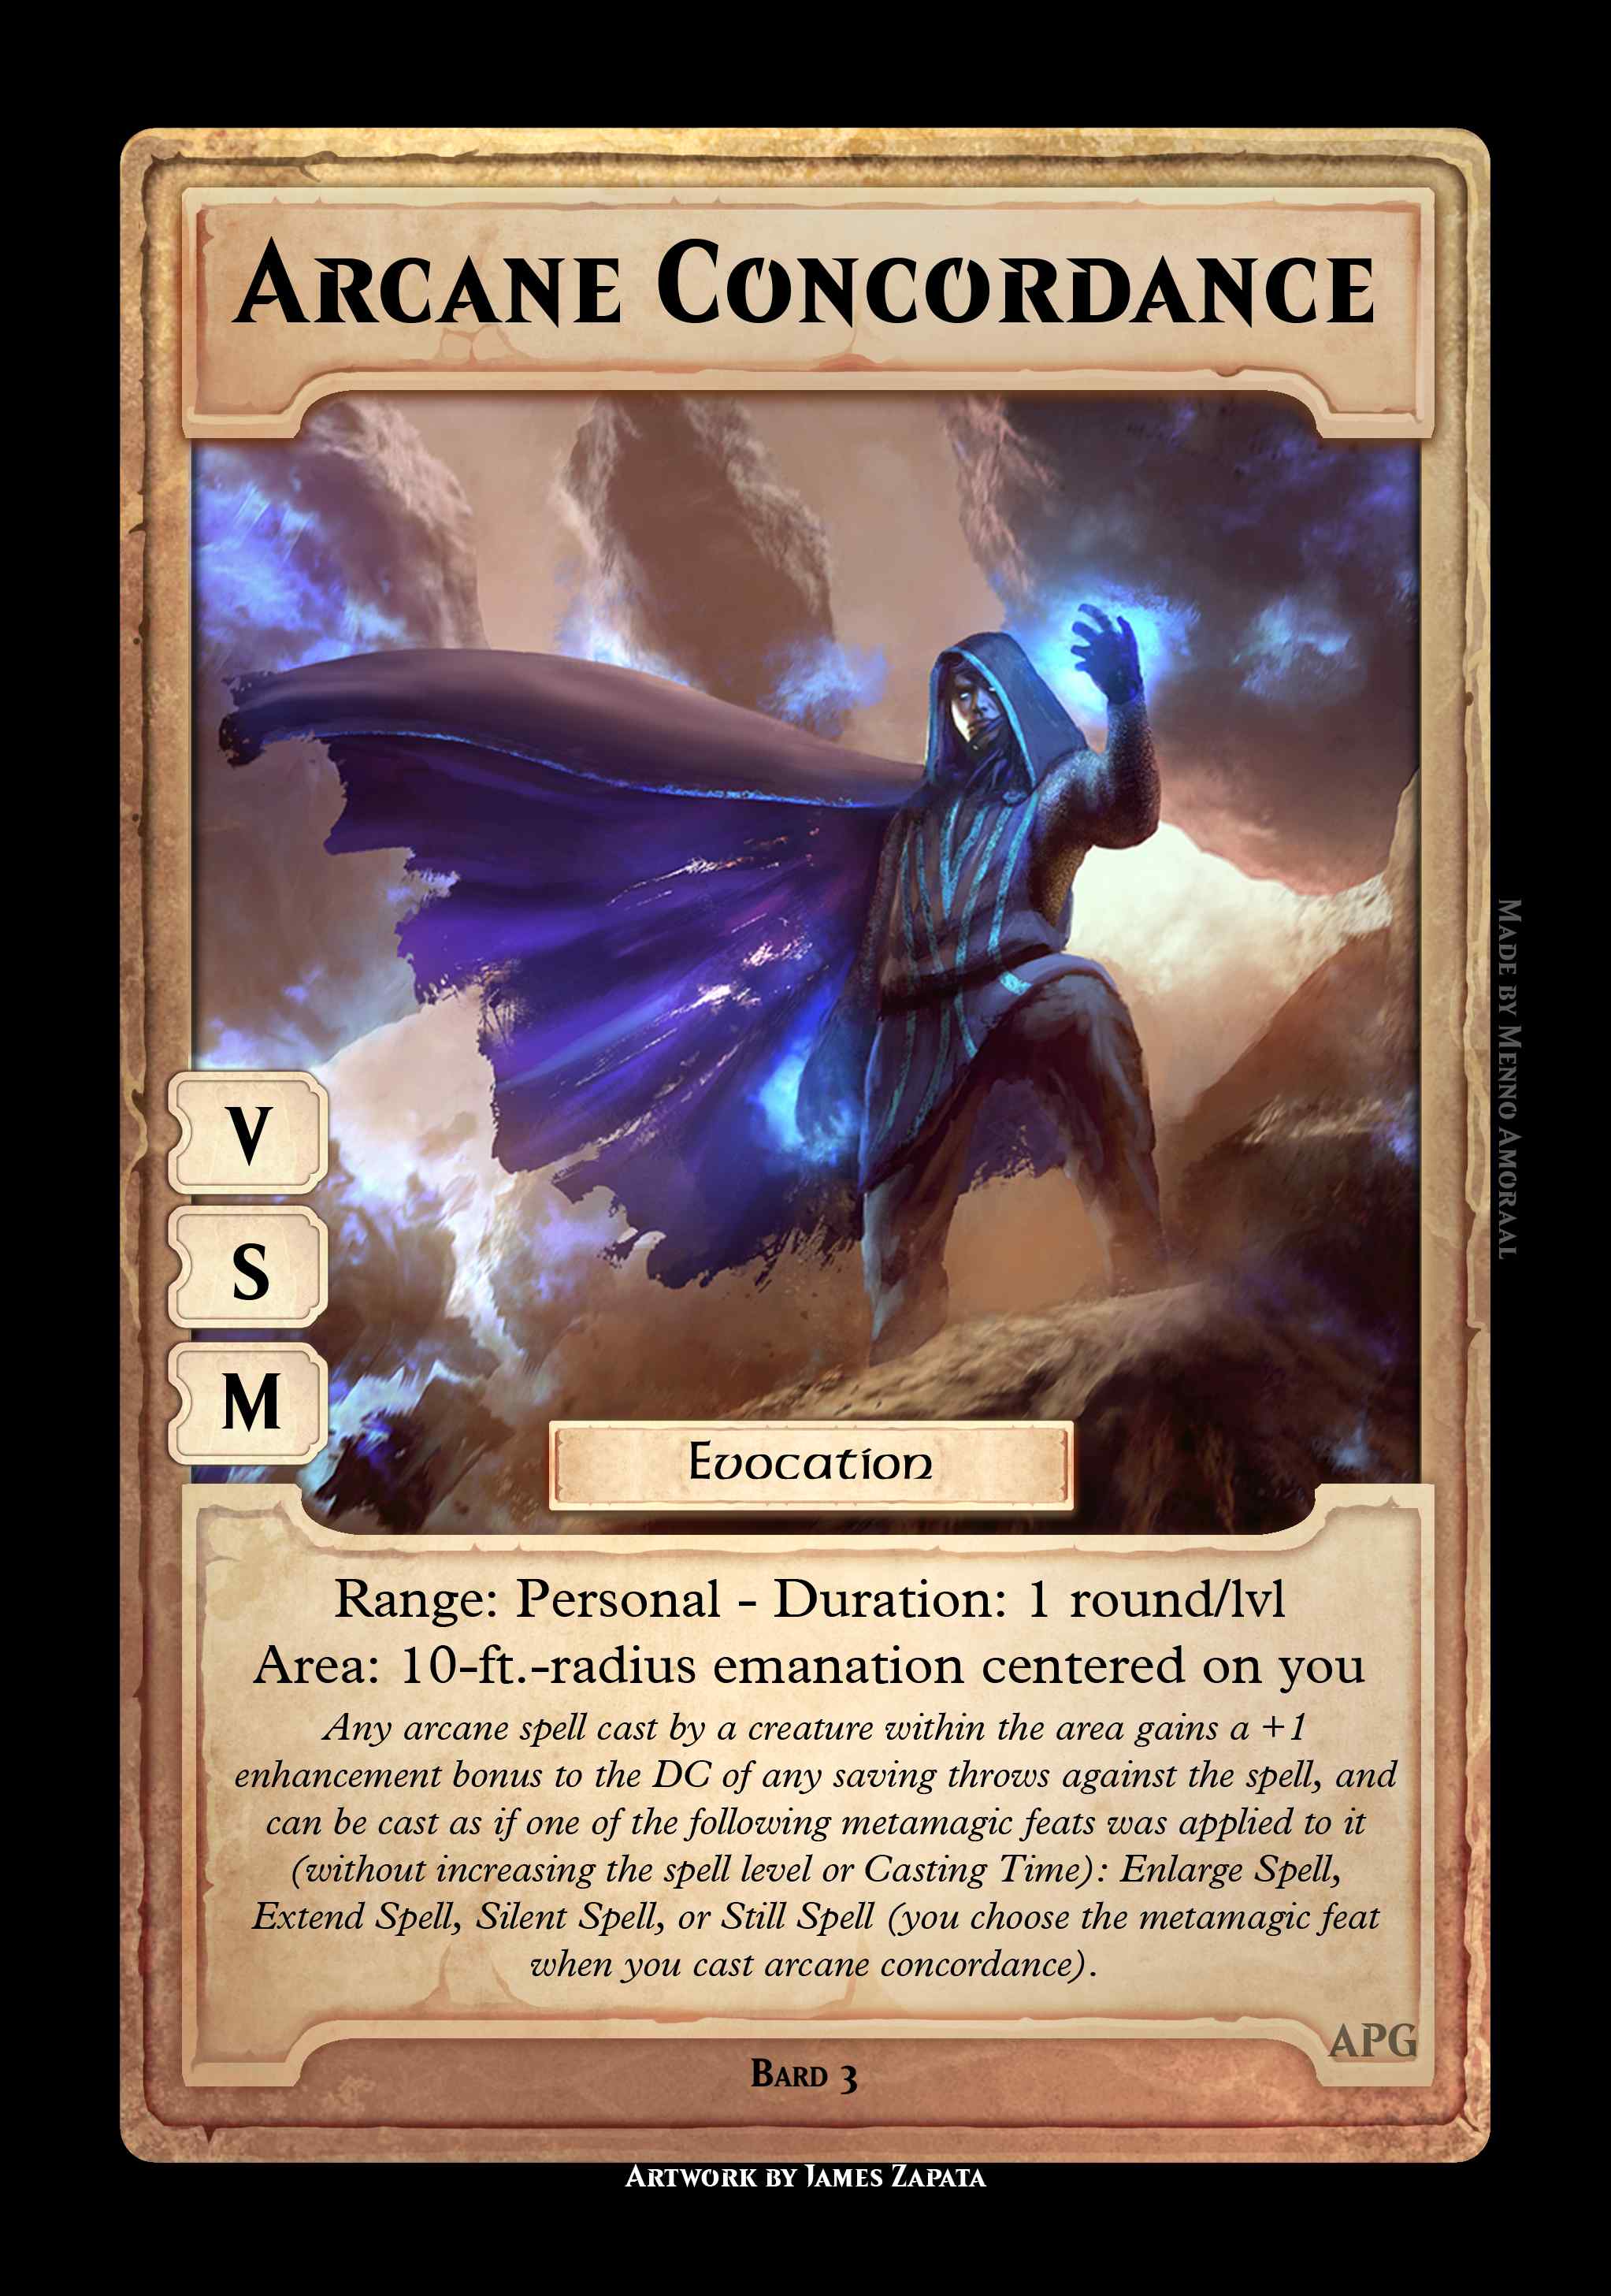 Arcane Concordance
V
S
M
Evocation
Range: Personal - Duration: 1 round/lvl
Area: 10-ft.-radius emanation centered on you
Any arcane spell cast by a creature within the area gains a +1
enhancement bonus to the DC of any saving throws against the spell, and
can be cast as if one of the following metamagic feats was applied to it
(without increasing the spell level or Casting Time): Enlarge Spell,
Extend Spell, Silent Spell, or Still Spell (you choose the metamagic feat
when you cast arcane concordance).
APG
Bard 3
Artwork by James Zapata
Made by Menno Amoraal